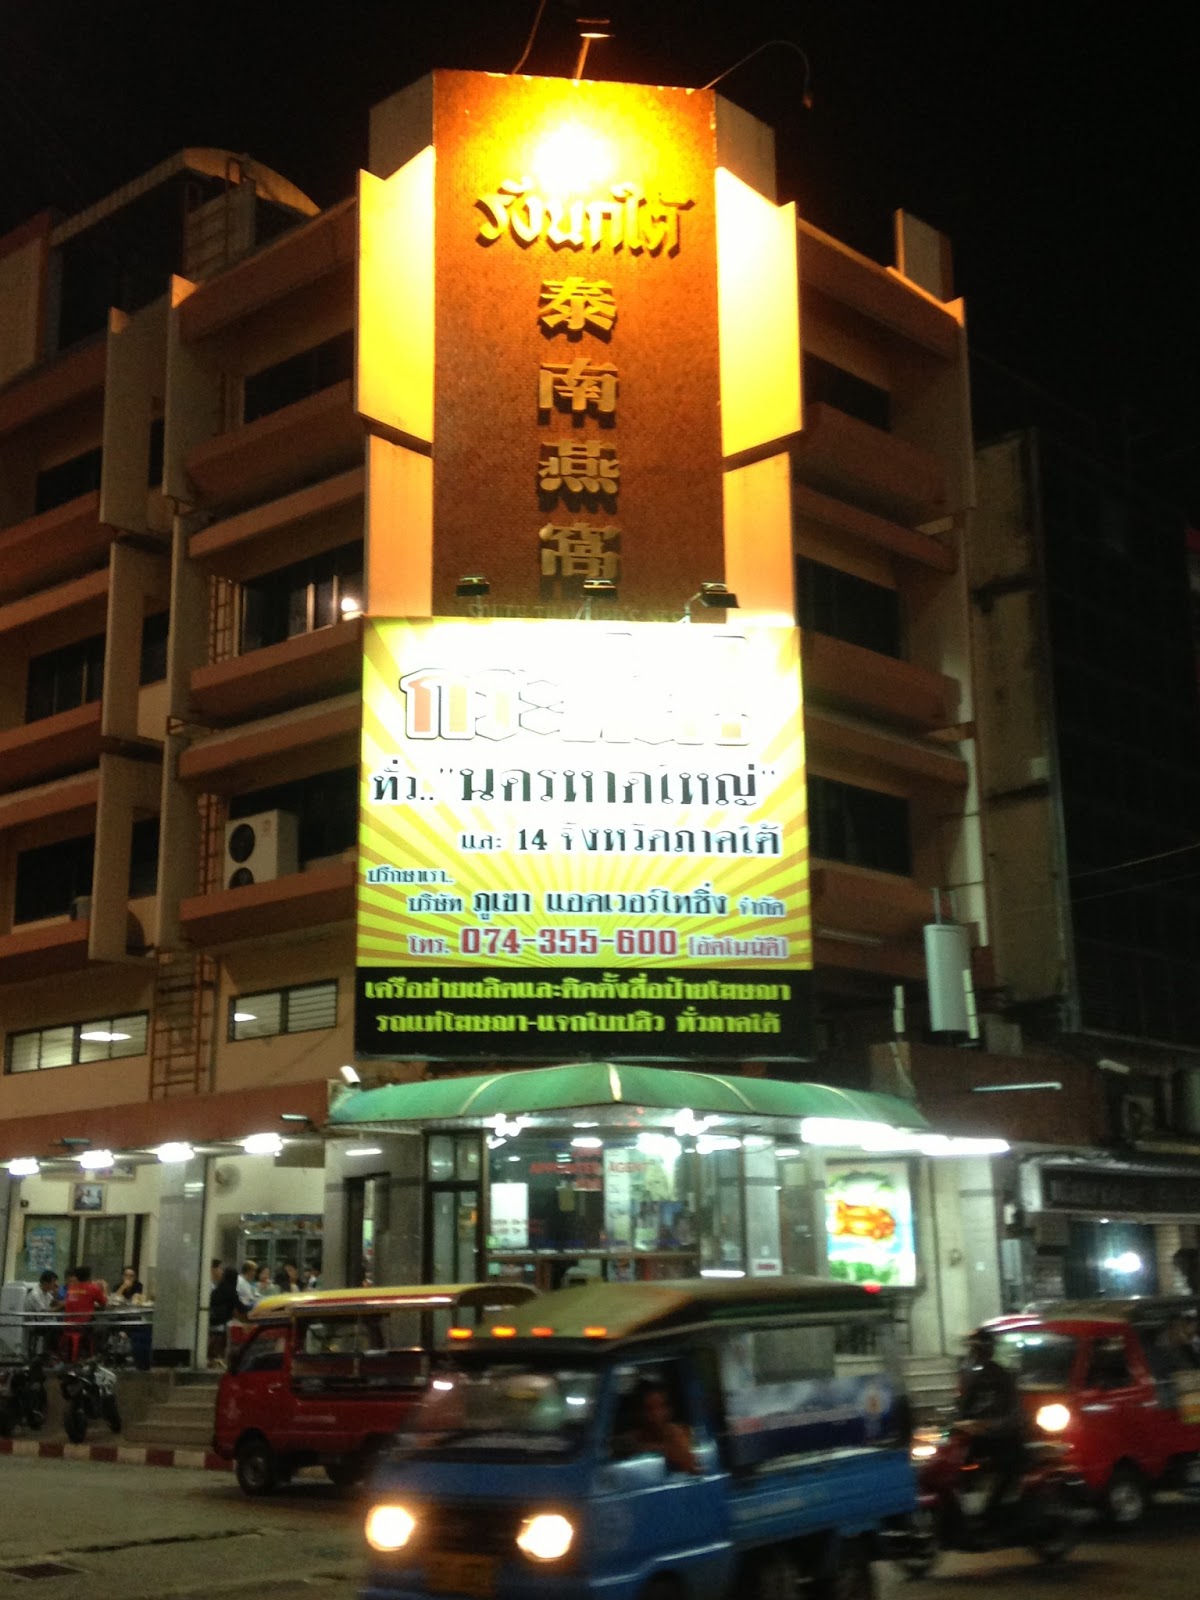 รังนกใต้
泰
南
燕
窩
ทั่ว.. "นครหาดใหญ่"
และ 14 จังหวัดภาคใต้
ปรึกษาเรา..
บริษัท ภูเขา แอดเวอร์ไทซิ่ง จำกัด
โทร. 074-355-600 (อัตโนมัติ)
เครือข่ายผลิตและติดตั้งสื่อป้ายโฆษณา
รถแห่โฆษณา-แจกใบปลิว ทั่วภาคใต้
APPOINTED AGENT